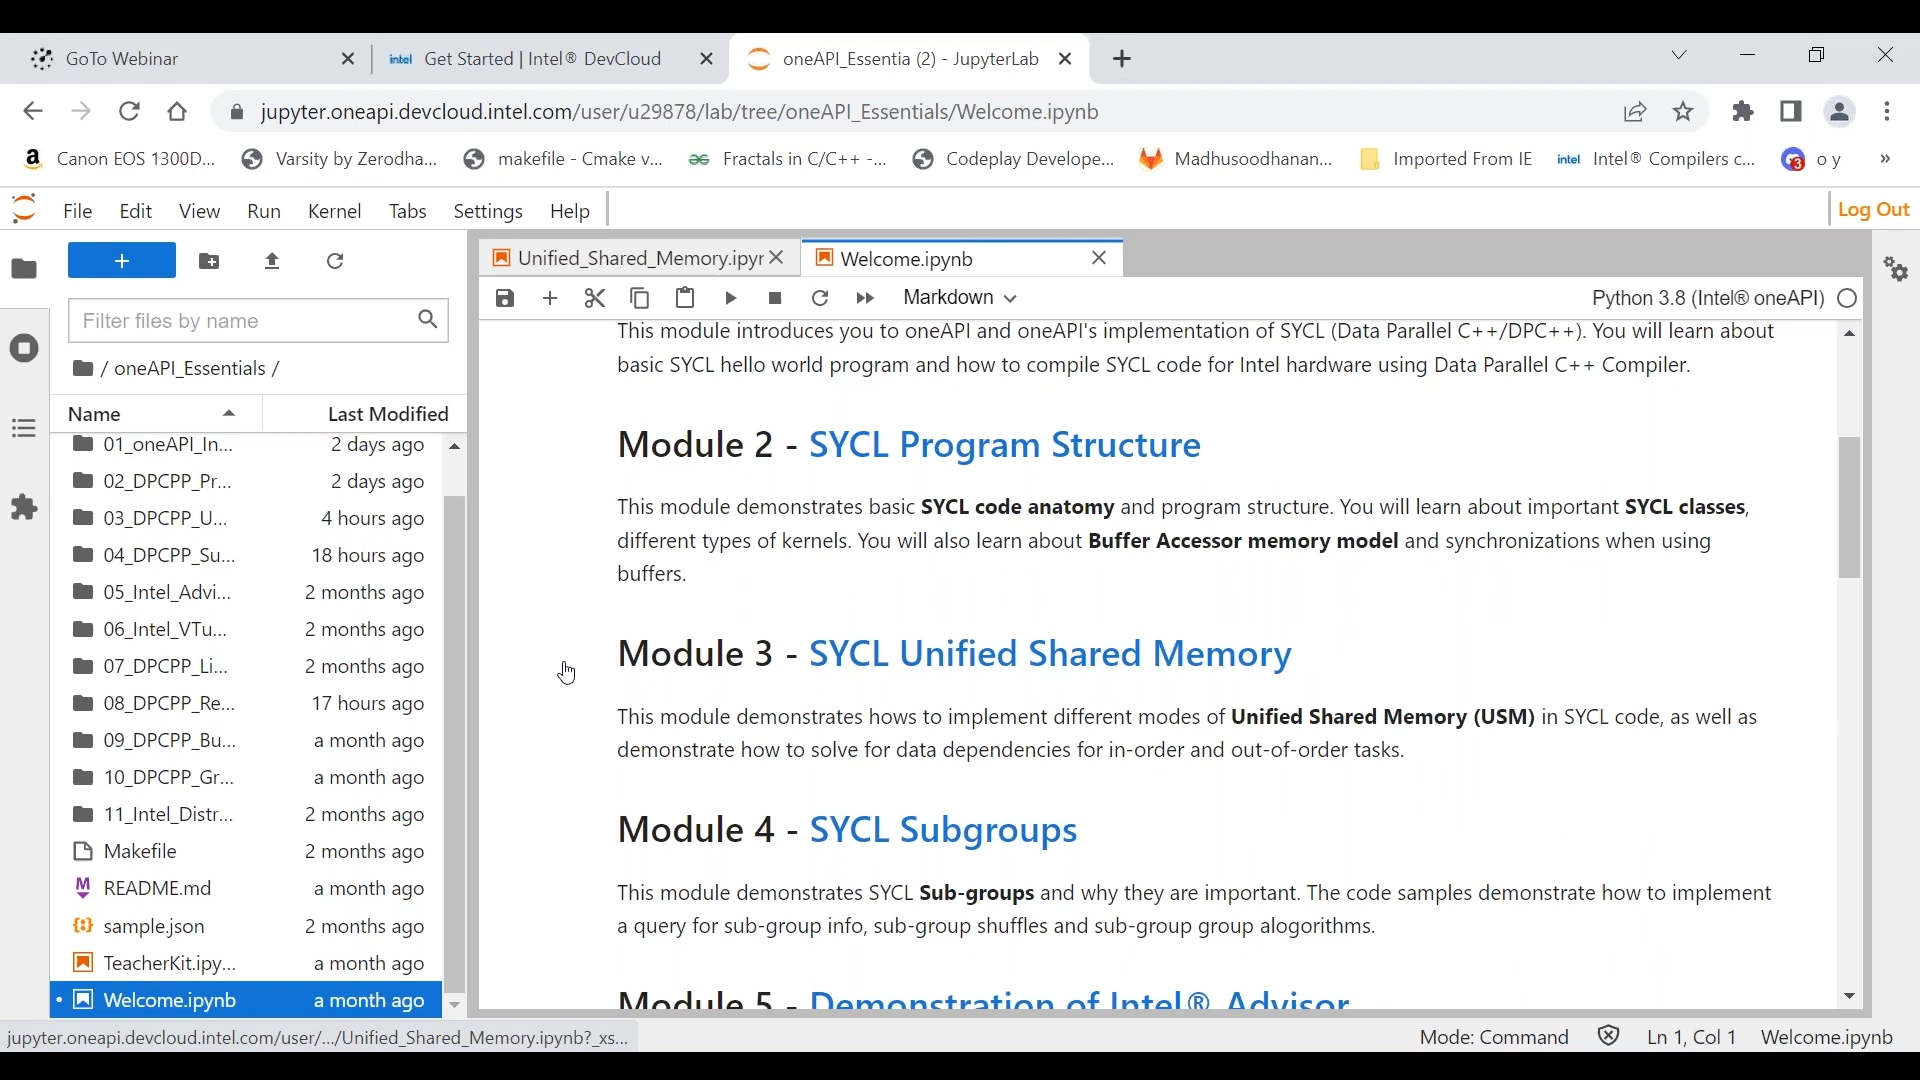 GoTo Webinar
intel Get Started | Intel® DevCloud
oneAPI_Essentia (2) - JupyterLab
jupyter.oneapi.devcloud.intel.com/user/u29878/lab/tree/oneAPI_Essentials/Welcome.ipynb
a Canon EOS 1300D... Varsity by Zerodha... makefile - Cmake v... Fractals in C/C++ -... Codeplay Develope... Madhusoodhanan... Imported From IE intel Intel® Compilers c... 3 o y »
File Edit View Run Kernel Tabs Settings Help Log Out
Unified_Shared_Memory.ipyr Welcome.ipynb
Filter files by name
Markdown Python 3.8 (Intel® oneAPI)
/ oneAPI_Essentials /
Name Last Modified
01_oneAPI_In... 2 days ago
02_DPCPP_Pr... 2 days ago
03_DPCPP_U... 4 hours ago
04_DPCPP_Su... 18 hours ago
05_Intel_Advi... 2 months ago
06_Intel_VTu... 2 months ago
07_DPCPP_Li... 2 months ago
08_DPCPP_Re... 17 hours ago
09_DPCPP_Bu... a month ago
10_DPCPP_Gr... a month ago
11_Intel_Distr... 2 months ago
Makefile 2 months ago
M README.md a month ago
sample.json 2 months ago
TeacherKit.ipy... a month ago
Welcome.ipynb a month ago
This module introduces you to oneAPI and oneAPI's implementation of SYCL (Data Parallel C++/DPC++). You will learn about
basic SYCL hello world program and how to compile SYCL code for Intel hardware using Data Parallel C++ Compiler.
Module 2 - SYCL Program Structure
This module demonstrates basic SYCL code anatomy and program structure. You will learn about important SYCL classes,
different types of kernels. You will also learn about Buffer Accessor memory model and synchronizations when using
buffers.
Module 3 - SYCL Unified Shared Memory
This module demonstrates hows to implement different modes of Unified Shared Memory (USM) in SYCL code, as well as
demonstrate how to solve for data dependencies for in-order and out-of-order tasks.
Module 4 - SYCL Subgroups
This module demonstrates SYCL Sub-groups and why they are important. The code samples demonstrate how to implement
a query for sub-group info, sub-group shuffles and sub-group group alogorithms.
Module 5 - Demonstration of Intel® Advisor
jupyter.oneapi.devcloud.intel.com/user/.../Unified_Shared_Memory.ipynb?_xs...
Mode: Command Ln 1, Col 1 Welcome.ipynb